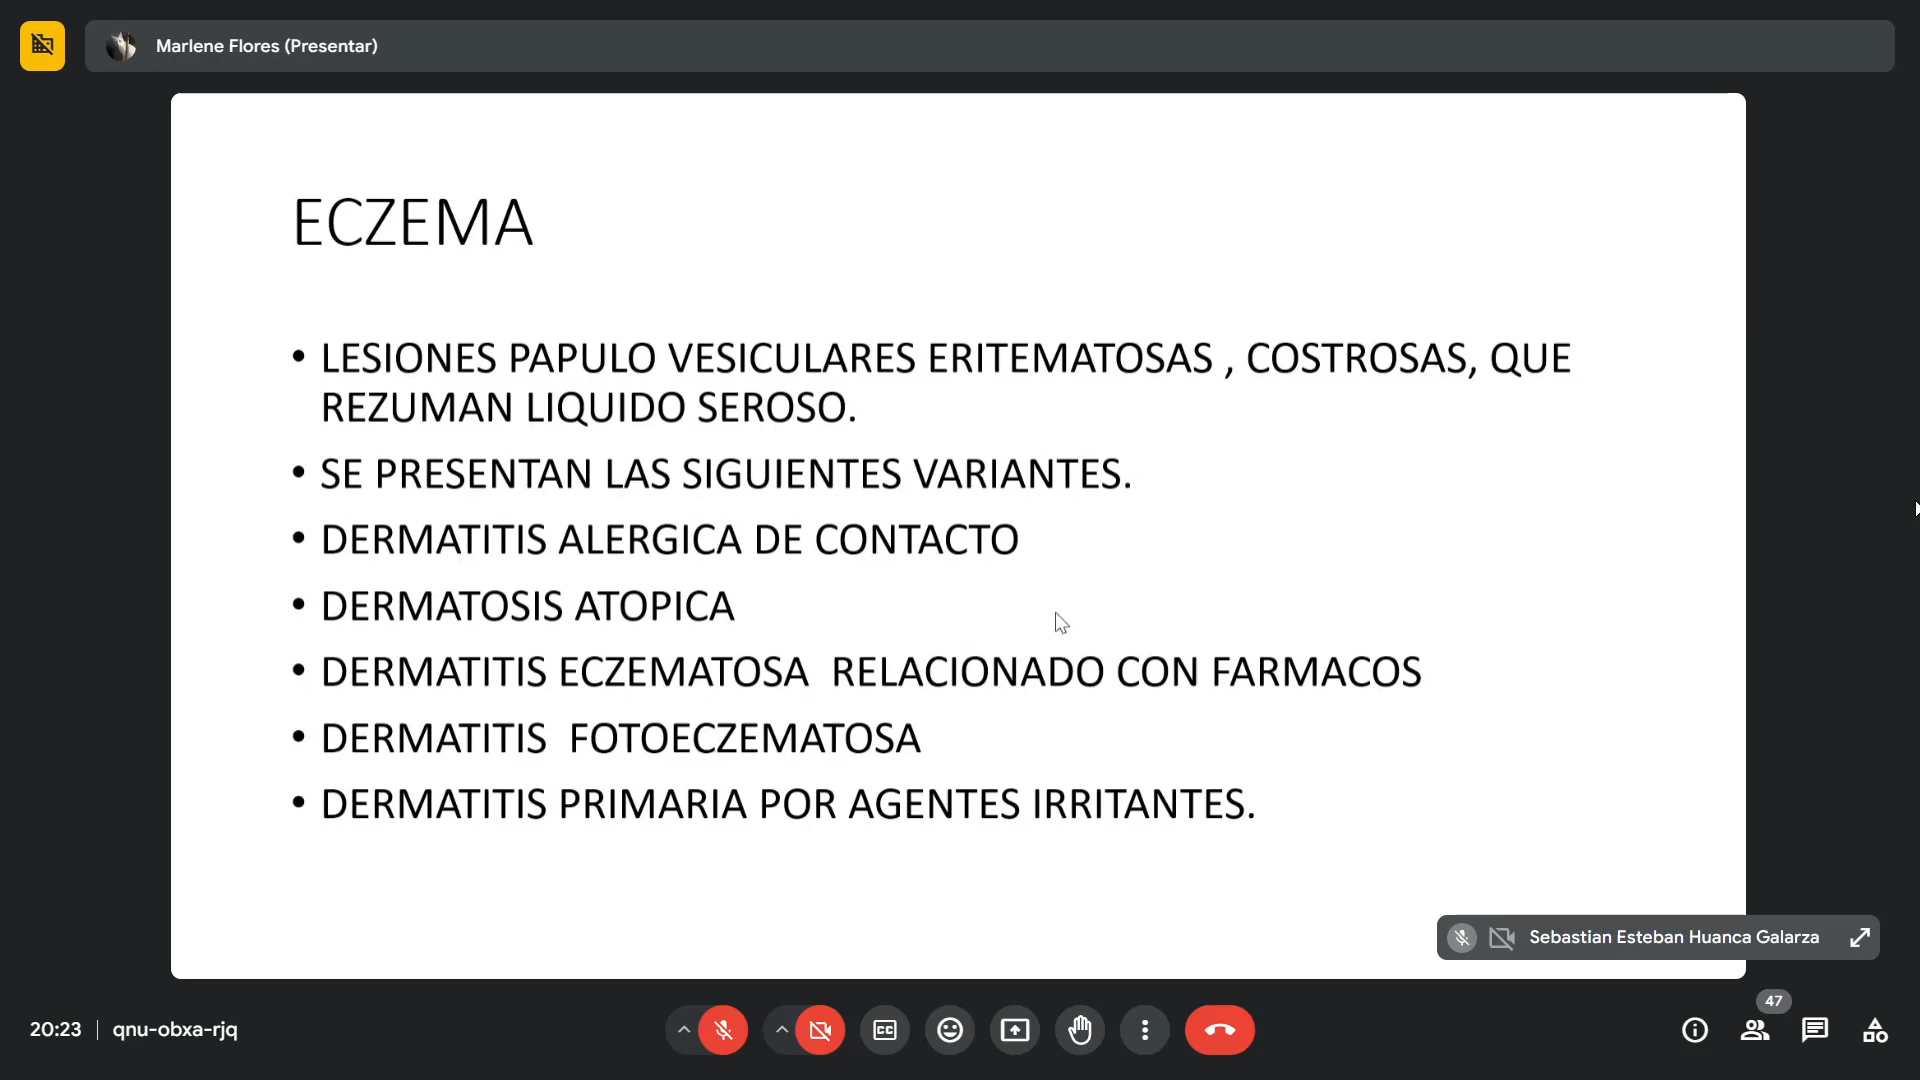 Marlene Flores (Presentar)
ECZEMA
• LESIONES PAPULO VESICULARES ERITEMATOSAS , COSTROSAS, QUE
REZUMAN LIQUIDO SEROSO.
• SE PRESENTAN LAS SIGUIENTES VARIANTES.
• DERMATITIS ALERGICA DE CONTACTO
• DERMATOSIS ATOPICA
• DERMATITIS ECZEMATOSA  RELACIONADO CON FARMACOS
• DERMATITIS  FOTOECZEMATOSA
• DERMATITIS PRIMARIA POR AGENTES IRRITANTES.
Sebastian Esteban Huanca Galarza
47
20:23 | qnu-obxa-rjq
CC